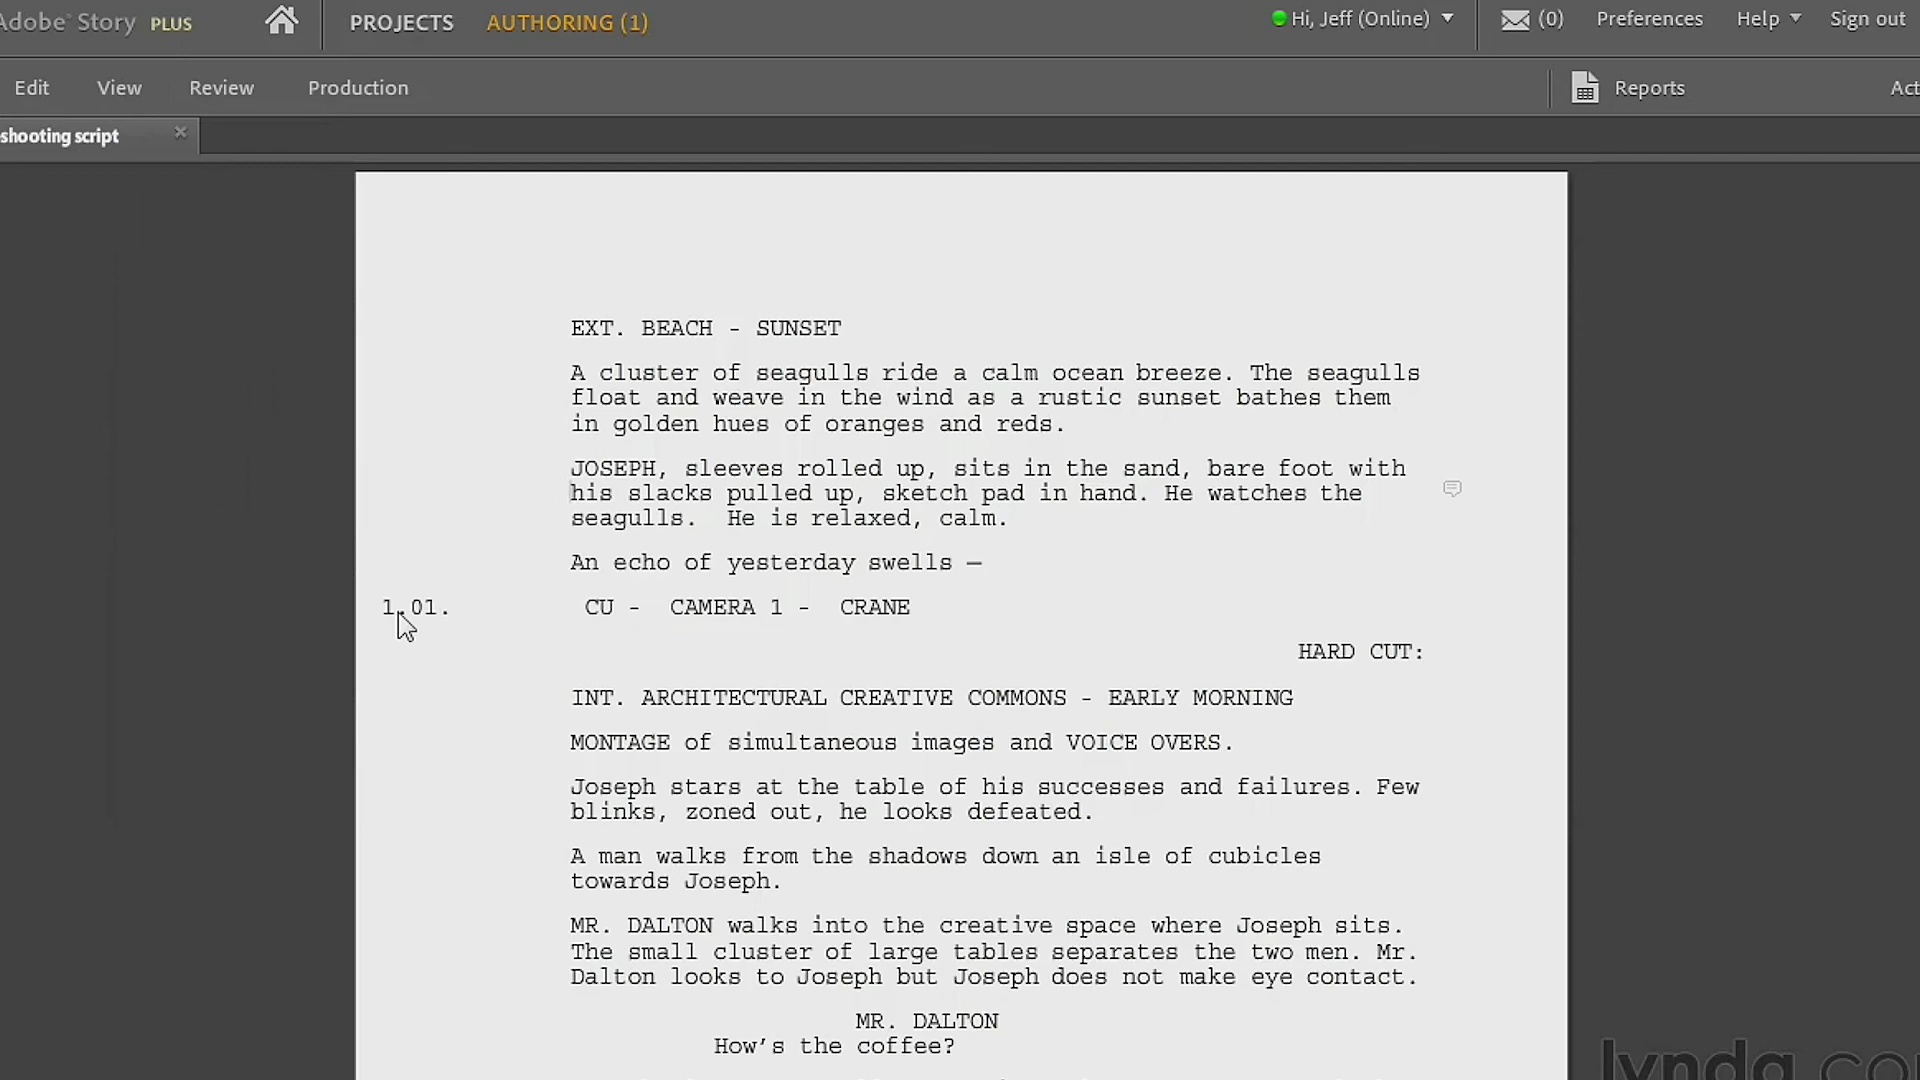 Adobe Story PLUS PROJECTS AUTHORING (1) Hi, Jeff (Online) (0) Preferences Help Sign out
Edit View Review Production Reports
shooting script
EXT. BEACH - SUNSET
A cluster of seagulls ride a calm ocean breeze. The seagulls
float and weave in the wind as a rustic sunset bathes them
in golden hues of oranges and reds.
JOSEPH, sleeves rolled up, sits in the sand, bare foot with
his slacks pulled up, sketch pad in hand. He watches the
seagulls. He is relaxed, calm.
An echo of yesterday swells —
1.01. CU - CAMERA 1 - CRANE
HARD CUT:
INT. ARCHITECTURAL CREATIVE COMMONS - EARLY MORNING
MONTAGE of simultaneous images and VOICE OVERS.
Joseph stars at the table of his successes and failures. Few
blinks, zoned out, he looks defeated.
A man walks from the shadows down an isle of cubicles
towards Joseph.
MR. DALTON walks into the creative space where Joseph sits.
The small cluster of large tables separates the two men. Mr.
Dalton looks to Joseph but Joseph does not make eye contact.
MR. DALTON
How's the coffee?